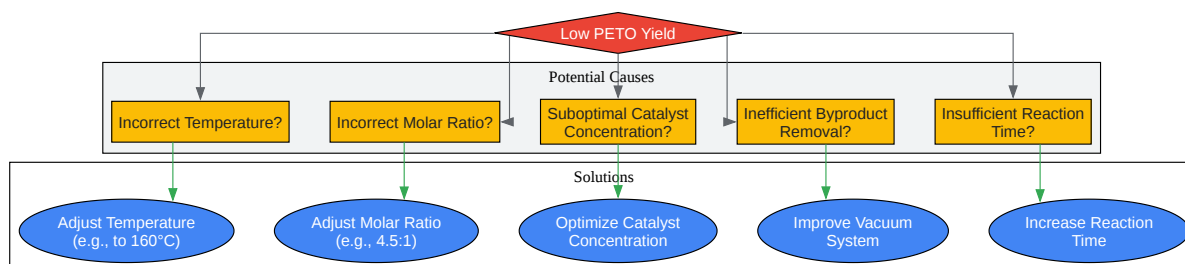 Low PETO Yield
Potential Causes
Incorrect Temperature?
Incorrect Molar Ratio?
Suboptimal Catalyst
Concentration?
Inefficient Byproduct
Removal?
Insufficient Reaction
Time?
Solutions
Adjust Temperature
(e.g., to 160°C)
Adjust Molar Ratio
(e.g., 4.5:1)
Optimize Catalyst
Concentration
Improve Vacuum
System
Increase Reaction
Time